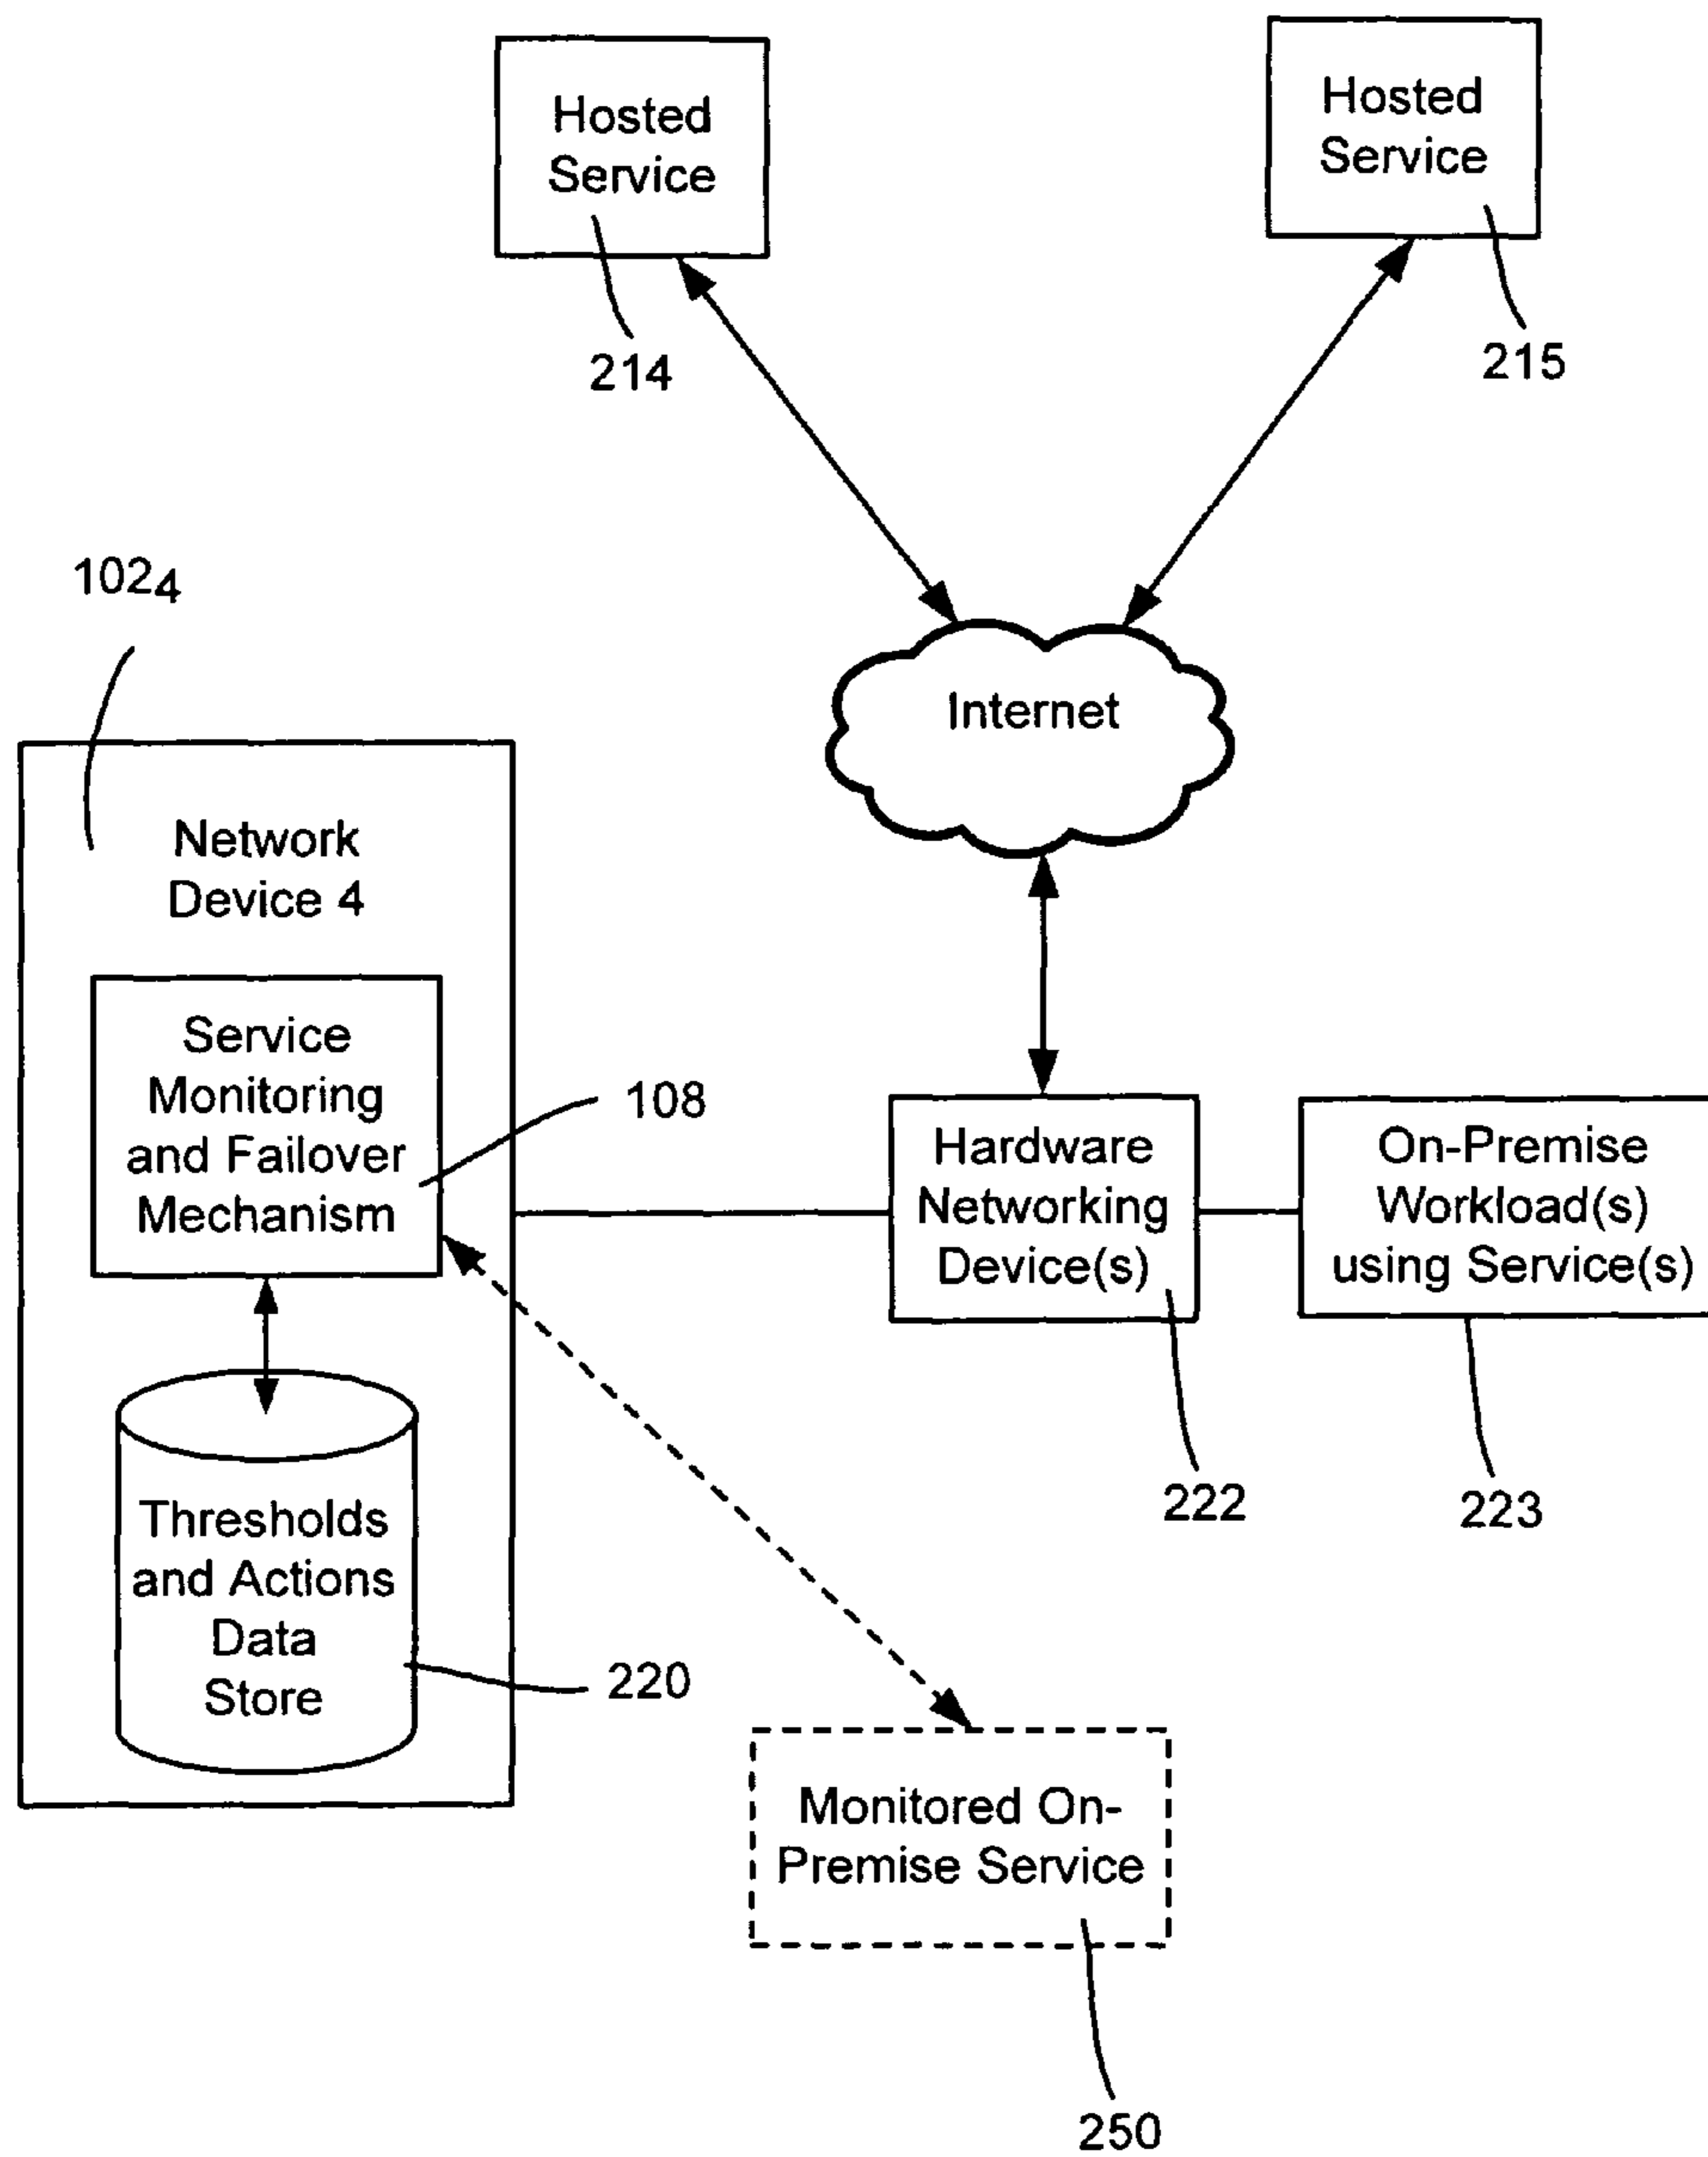 Hosted
Service
214
Hosted
Service
215
Internet
102₄
Network
Device 4
Service
Monitoring
and Failover
Mechanism
108
Thresholds
and Actions
Data
Store
220
Hardware
Networking
Device(s)
222
On-Premise
Workload(s)
using Service(s)
223
Monitored On-
Premise Service
250